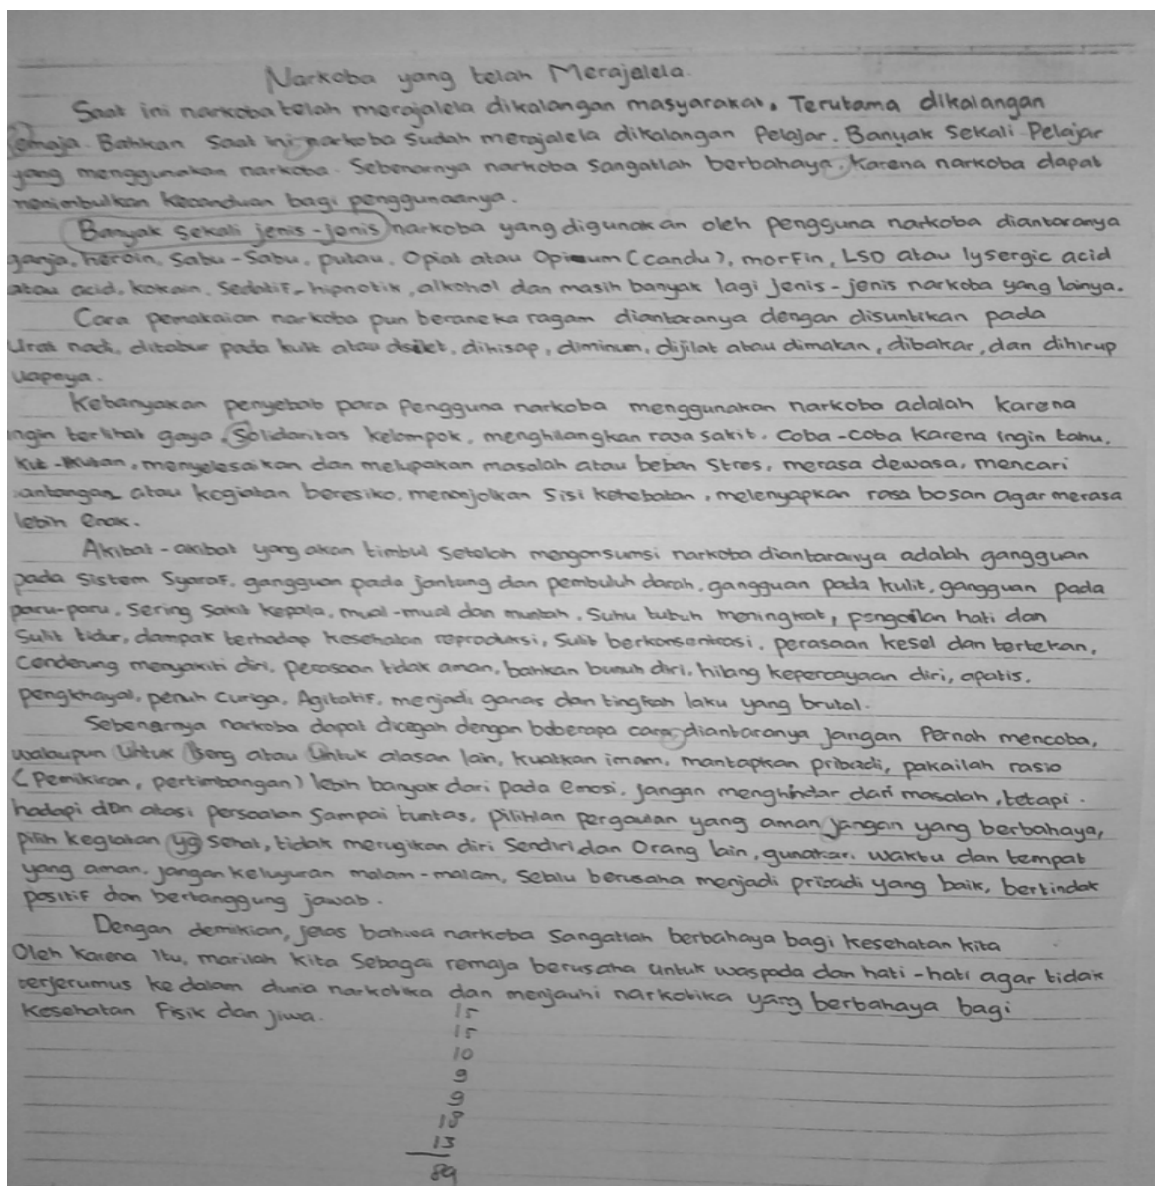 Narkoba yang telah Merajalela.
Saat ini narkoba telah merajalela dikalangan masyarakat. Terutama dikalangan
remaja. Bahkan Saat ini narkoba sudah merajalela dikalangan Pelajar. Banyak Sekali Pelajar
yang menggunakan narkoba. Sebenarnya narkoba Sangatlah berbahaya. Karena narkoba dapat
menimbulkan kecanduan bagi penggunaanya.
Banyak Sekali jenis-jenis narkoba yang digunakan oleh pengguna narkoba diantaranya
ganja, heroin, Sabu-Sabu, putau, Opiat atau Opium (candu), morfin, LSD atau lysergic acid
atau acid, kokain, Sedatif-hipnotik, alkohol dan masih banyak lagi jenis-jenis narkoba yang lainya.
Cara pemakaian narkoba pun beraneka ragam diantaranya dengan disuntikan pada
Urat nadi, ditabur pada kulit atau disilet, dihisap, diminum, dijilat atau dimakan, dibakar, dan dihirup
uapnya.
Kebanyakan penyebab para Pengguna narkoba menggunakan narkoba adalah karena
ingin terlihat gaya, Solidaritas kelompok, menghilangkan rasa sakit. Coba-coba karena ingin tahu,
ikut-ikutan, menyelesaikan dan melupakan masalah atau beban Stres, merasa dewasa, mencari
tantangan atau kegiatan beresiko, menonjolkan Sisi kehebatan, melenyapkan rasa bosan agar merasa
lebih enak.
Akibat-akibat yang akan timbul Setelah mengonsumsi narkoba diantaranya adalah gangguan
pada Sistem Syaraf, gangguan pada jantung dan pembuluh darah, gangguan pada kulit, gangguan pada
paru-paru, Sering Sakit kepala, mual-mual dan muntah, Suhu tubuh meningkat, hati dan
Sulit tidur, dampak terhadap kesehatan reproduksi, Sulit berkonsentrasi, perasaan kesel dan tertekan,
Cenderung menyakiti diri, perasaan tidak aman, bahkan bunuh diri, hilang kepercayaan diri, apatis,
pengkhayal, penuh curiga, Agitatif, menjadi ganas dan tingkah laku yang brutal.
Sebenarnya narkoba dapat dicegah dengan beberapa cara diantaranya jangan Pernah mencoba,
walaupun Untuk iseng atau Untuk alasan lain, kuatkan imam, mantapkan pribadi, pakailah rasio
(Pemikiran, pertimbangan) lebih banyak dari pada emosi, jangan menghindar dari masalah, tetapi
hadapi dan atasi persoalan Sampai tuntas, pilihlan pergaulan yang aman jangan yang berbahaya,
pilih kegiatan yg Sehat, tidak merugikan diri Sendiri dan Orang lain, gunakan waktu dan tempat
yang aman, jangan keluyuran malam-malam, Selalu berusaha menjadi pribadi yang baik, bertindak
positif dan bertanggung jawab.
Dengan demikian, jelas bahwa narkoba Sangatlah berbahaya bagi kesehatan kita
Oleh Karena Itu, marilah kita Sebagai remaja berusaha untuk waspada dan hati-hati agar tidak
terjerumus kedalam dunia narkotika dan menjauhi narkotika yang berbahaya bagi
Kesehatan Fisik dan jiwa.
15
15
10
9
9
18
13
89